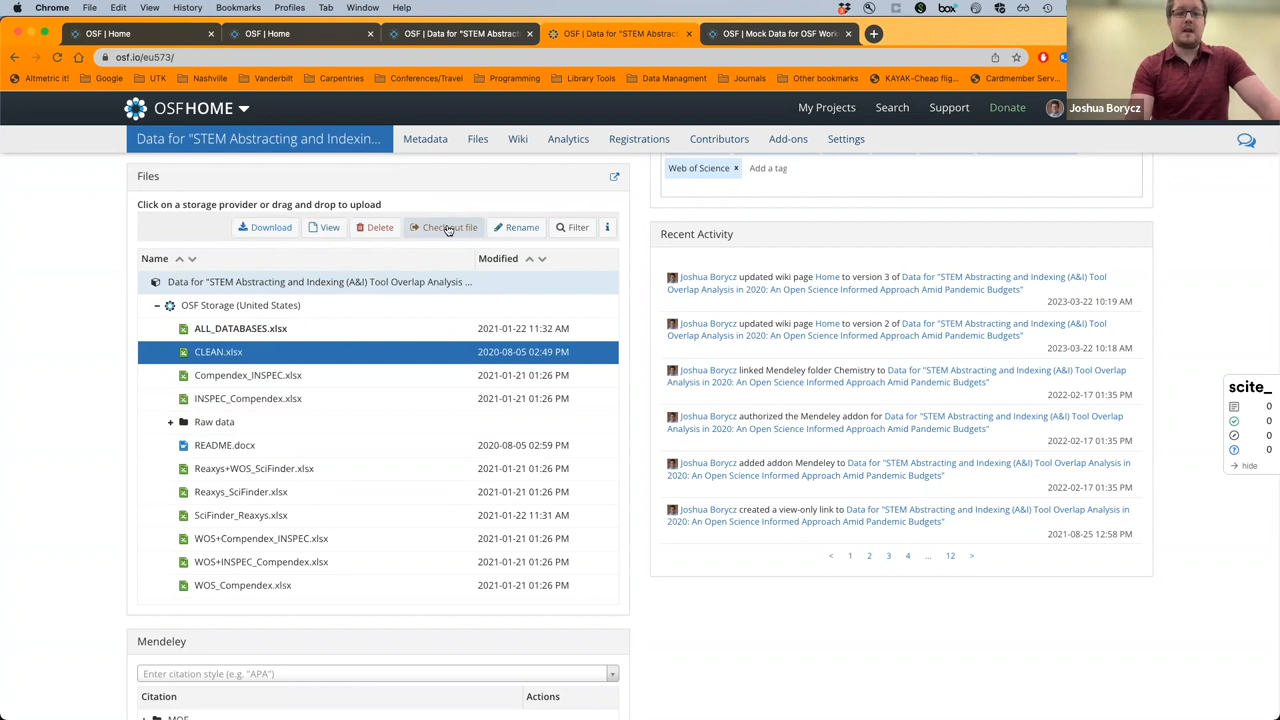 Chrome File Edit View History Bookmarks Profiles Tab Window Help
box
OSF | Home × OSF | Home × OSF | Data for "STEM Abstracti × OSF | Data for "STEM Abstract × OSF | Mock Data for OSF Work ×
osf.io/eu573/
Altmetric it! Google UTK Nashville Vanderbilt Carpentries Conferences/Travel Programming Library Tools Data Managment Journals Other bookmarks KAYAK-Cheap flig... Cardmember Serv...
Joshua Borycz
OSFHOME My Projects Search Support Donate
Data for "STEM Abstracting and Indexin... Metadata Files Wiki Analytics Registrations Contributors Add-ons Settings
Files
Click on a storage provider or drag and drop to upload
Download View Delete Check out file Rename Filter i
Name Modified
Data for "STEM Abstracting and Indexing (A&I) Tool Overlap Analysis ...
OSF Storage (United States)
ALL_DATABASES.xlsx 2021-01-22 11:32 AM
CLEAN.xlsx 2020-08-05 02:49 PM
Compendex_INSPEC.xlsx 2021-01-21 01:26 PM
INSPEC_Compendex.xlsx 2021-01-21 01:26 PM
Raw data
README.docx 2020-08-05 02:59 PM
Reaxys+WOS_SciFinder.xlsx 2021-01-21 01:26 PM
Reaxys_SciFinder.xlsx 2021-01-21 01:26 PM
SciFinder_Reaxys.xlsx 2021-01-22 11:31 AM
WOS+Compendex_INSPEC.xlsx 2021-01-21 01:26 PM
WOS+INSPEC_Compendex.xlsx 2021-01-21 01:26 PM
WOS_Compendex.xlsx 2021-01-21 01:26 PM
Mendeley
Enter citation style (e.g. "APA")
Citation Actions
MOF
Web of Science x Add a tag
Recent Activity
Joshua Borycz updated wiki page Home to version 3 of Data for "STEM Abstracting and Indexing (A&I) Tool
Overlap Analysis in 2020: An Open Science Informed Approach Amid Pandemic Budgets"
2023-03-22 10:19 AM
Joshua Borycz updated wiki page Home to version 2 of Data for "STEM Abstracting and Indexing (A&I) Tool
Overlap Analysis in 2020: An Open Science Informed Approach Amid Pandemic Budgets"
2023-03-22 10:18 AM
Joshua Borycz linked Mendeley folder Chemistry to Data for "STEM Abstracting and Indexing (A&I) Tool Overlap
Analysis in 2020: An Open Science Informed Approach Amid Pandemic Budgets"
2022-02-17 01:35 PM
Joshua Borycz authorized the Mendeley addon for Data for "STEM Abstracting and Indexing (A&I) Tool Overlap
Analysis in 2020: An Open Science Informed Approach Amid Pandemic Budgets"
2022-02-17 01:35 PM
Joshua Borycz added addon Mendeley to Data for "STEM Abstracting and Indexing (A&I) Tool Overlap Analysis in
2020: An Open Science Informed Approach Amid Pandemic Budgets"
2022-02-17 01:35 PM
Joshua Borycz created a view-only link to Data for "STEM Abstracting and Indexing (A&I) Tool Overlap Analysis in
2020: An Open Science Informed Approach Amid Pandemic Budgets"
2021-08-25 12:58 PM
< 1 2 3 4 ... 12 >
scite_
0
0
0
0
hide